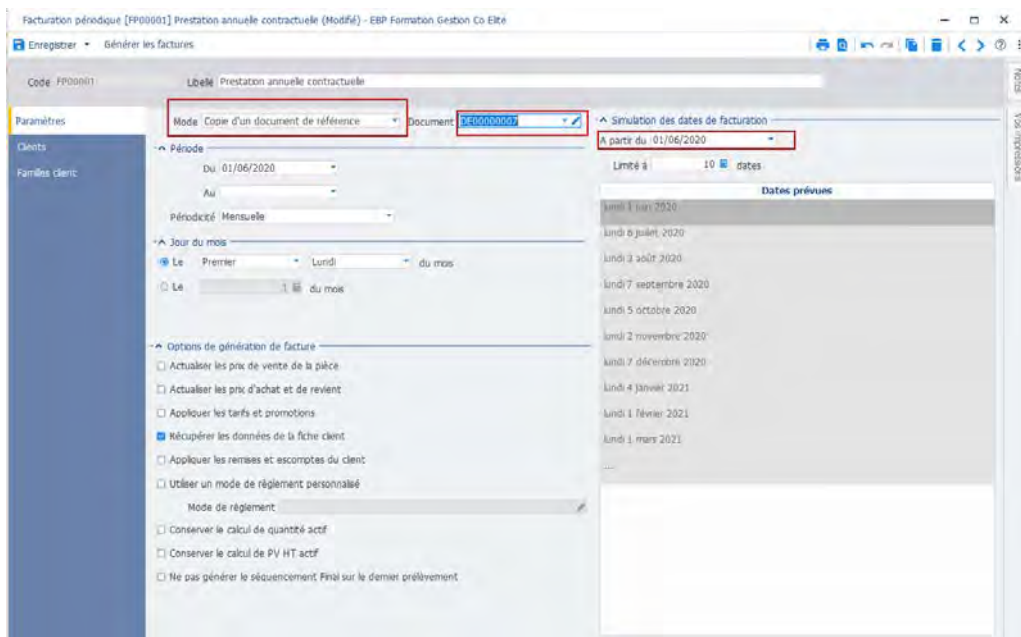 Facturation périodique [FP00001] Prestation annuelle contractuelle (Modifié) - EBP Formation Gestion Co Elite
Enregistrer Générer les factures
Code FP00001 Libellé Prestation annuelle contractuelle
Notes
Vos impressions
Paramètres
Clients
Familles client
Mode Copie d'un document de référence Document DE00000007
Période
Du 01/06/2020
Au
Périodicité Mensuelle
Jour du mois
Le Premier Lundi du mois
Le 1 du mois
Options de génération de facture
Actualiser les prix de vente de la pièce
Actualiser les prix d'achat et de revient
Appliquer les tarifs et promotions
Récupérer les données de la fiche client
Appliquer les remises et escomptes du client
Utiliser un mode de règlement personnalisé
Mode de règlement
Conserver le calcul de quantité actif
Conserver le calcul de PV HT actif
Ne pas générer le séquencement Final sur le dernier prélèvement
Simulation des dates de facturation
A partir du 01/06/2020
Limité à 10 dates
Dates prévues
lundi 1 juin 2020
lundi 6 juillet 2020
lundi 3 août 2020
lundi 7 septembre 2020
lundi 5 octobre 2020
lundi 2 novembre 2020
lundi 7 décembre 2020
lundi 4 janvier 2021
lundi 1 février 2021
lundi 1 mars 2021
...